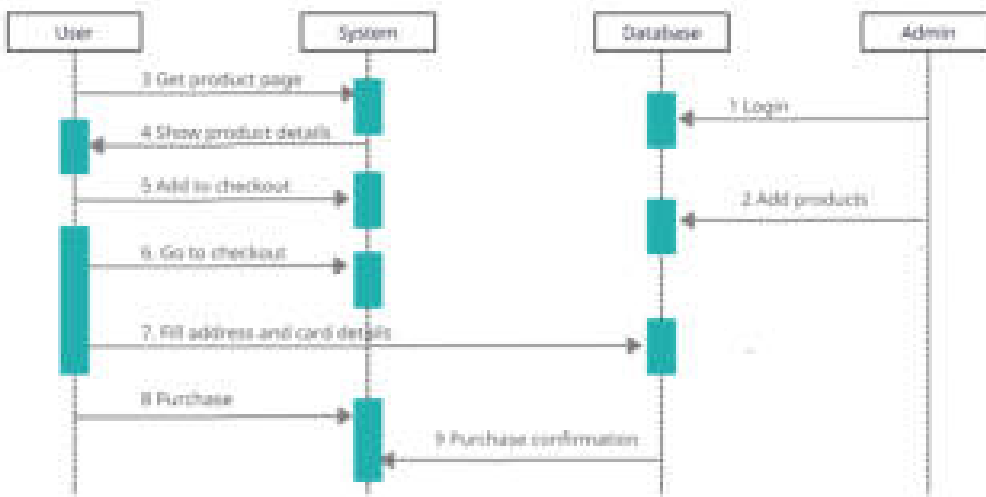 User
System
Database
Admin
3 Get product page
1 Login
4 Show product details
5 Add to checkout
2 Add products
6. Go to checkout
7. Fill address and card details
8 Purchase
9 Purchase confirmation